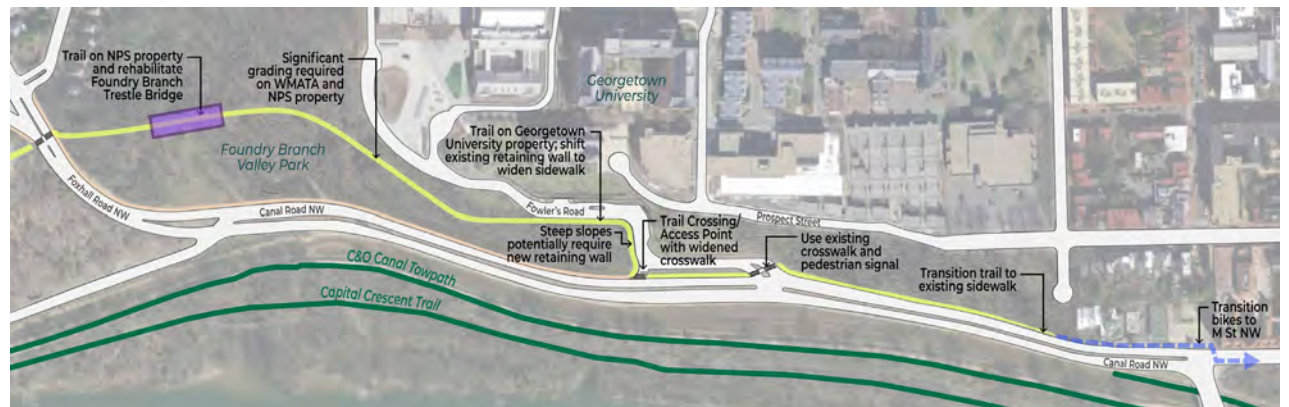 Trail on NPS property
and rehabilitate
Foundry Branch
Trestle Bridge
Significant
grading required
on WMATA and
NPS property
Georgetown
University
Trail on Georgetown
University property; shift
existing retaining wall to
widen sidewalk
Foundry Branch
Valley Park
Foxhall Road NW
Canal Road NW
Fowler's Road
Prospect Street
Steep slopes
potentially require
new retaining wall
Trail Crossing/
Access Point
with widened
crosswalk
Use existing
crosswalk and
pedestrian signal
Transition trail to
existing sidewalk
Transition
bikes to
M St NW
C&O Canal Towpath
Capital Crescent Trail
Canal Road NW